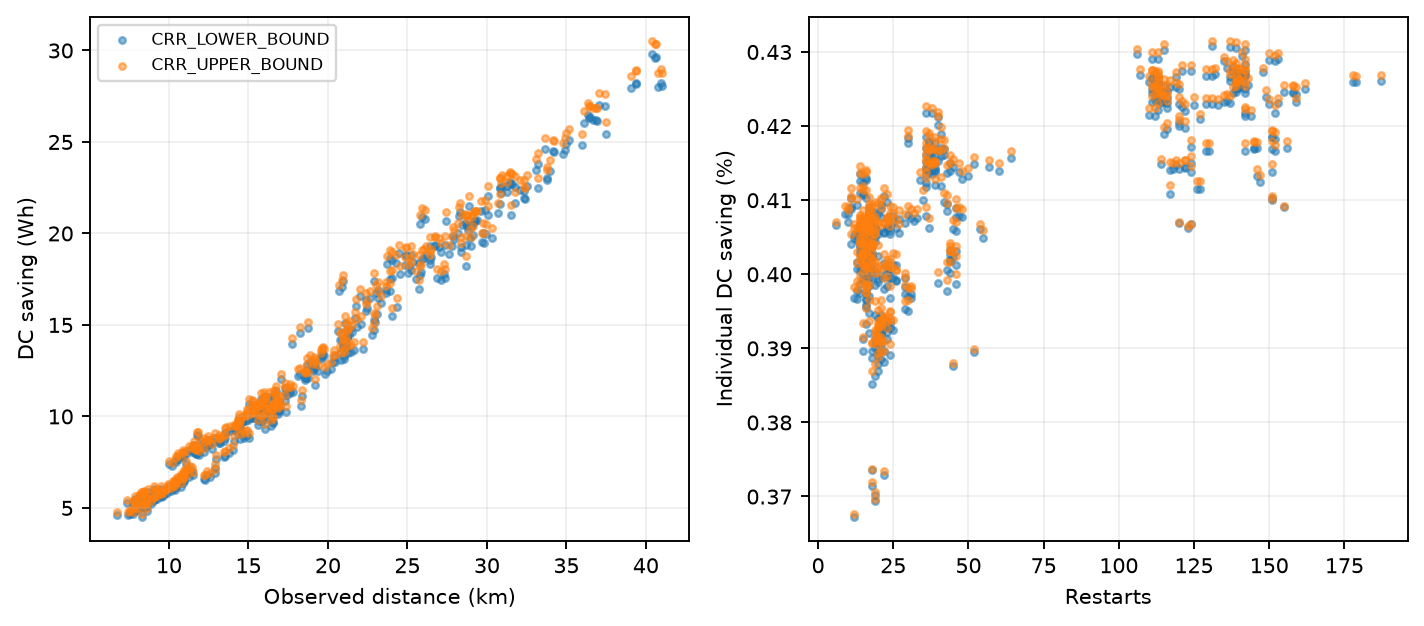 CRR_LOWER_BOUND
CRR_UPPER_BOUND
DC saving (Wh)
30
25
20
15
10
5
10 15 20 25 30 35 40
Observed distance (km)
Individual DC saving (%)
0.43
0.42
0.41
0.40
0.39
0.38
0.37
0 25 50 75 100 125 150 175
Restarts